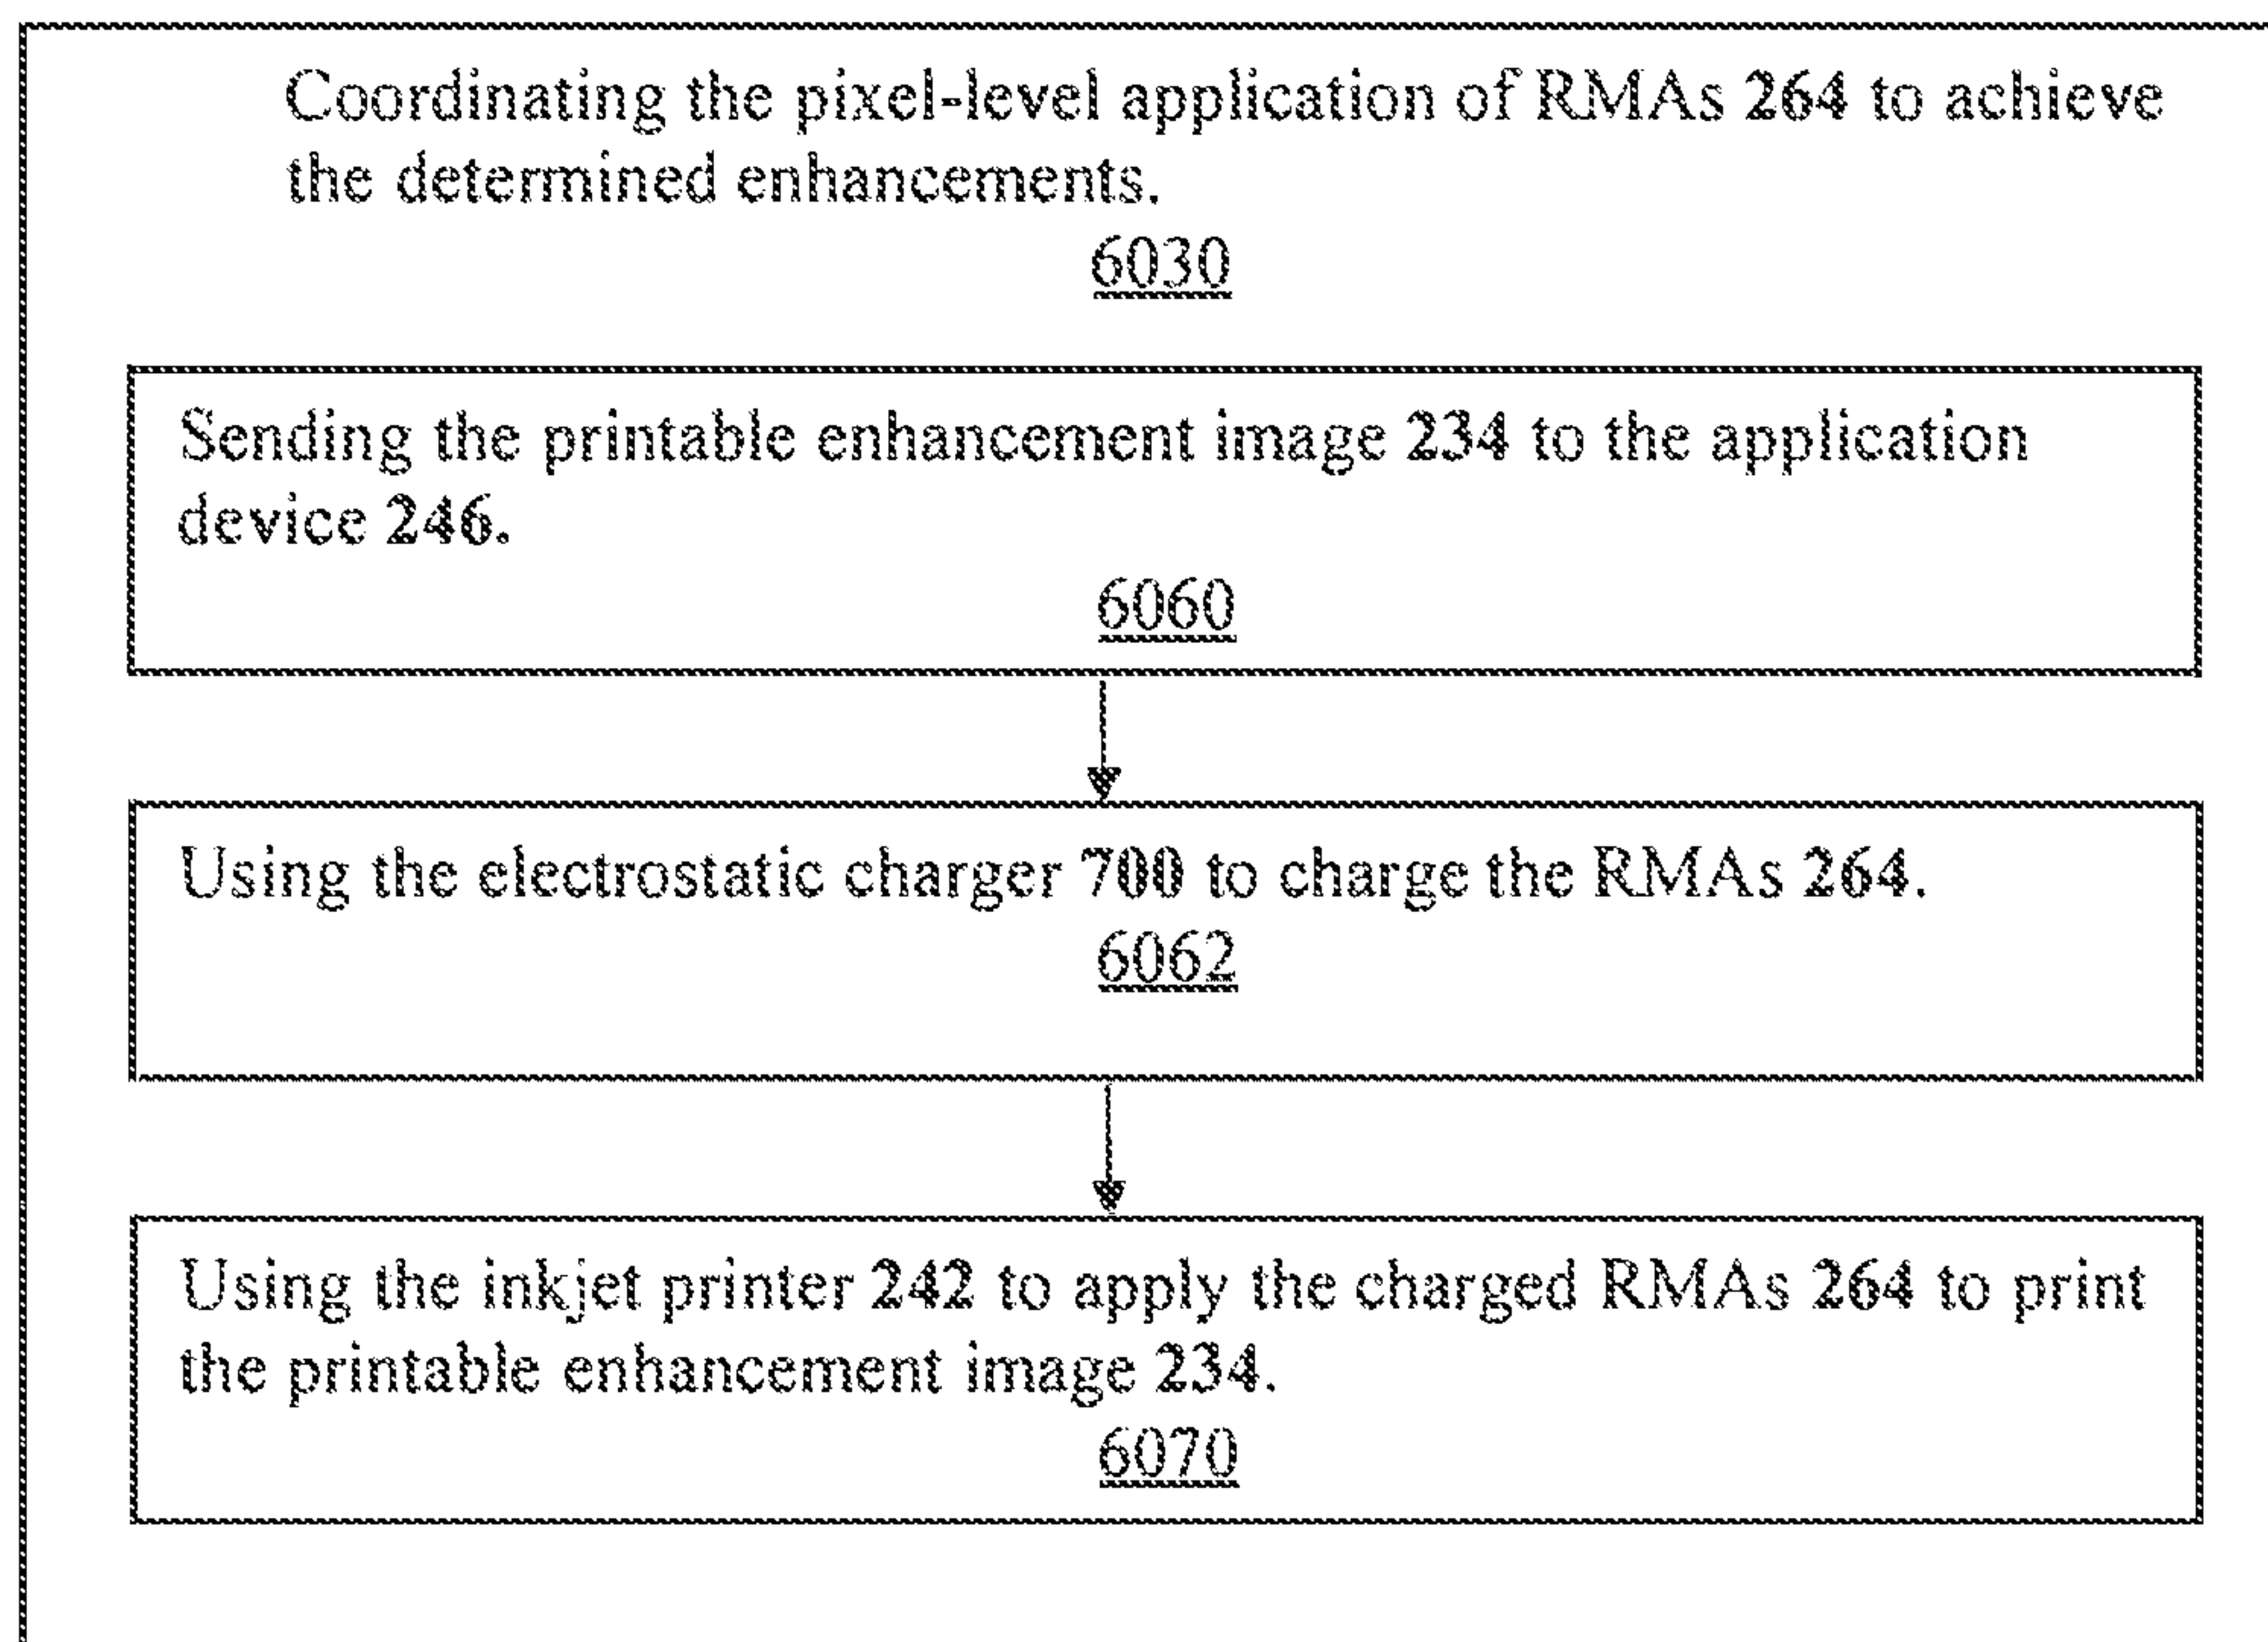 Coordinating the pixel-level application of RMAs 264 to achieve
the determined enhancements.
6030
Sending the printable enhancement image 234 to the application
device 246.
6060
Using the electrostatic charger 700 to charge the RMAs 264.
6062
Using the inkjet printer 242 to apply the charged RMAs 264 to print
the printable enhancement image 234.
6070